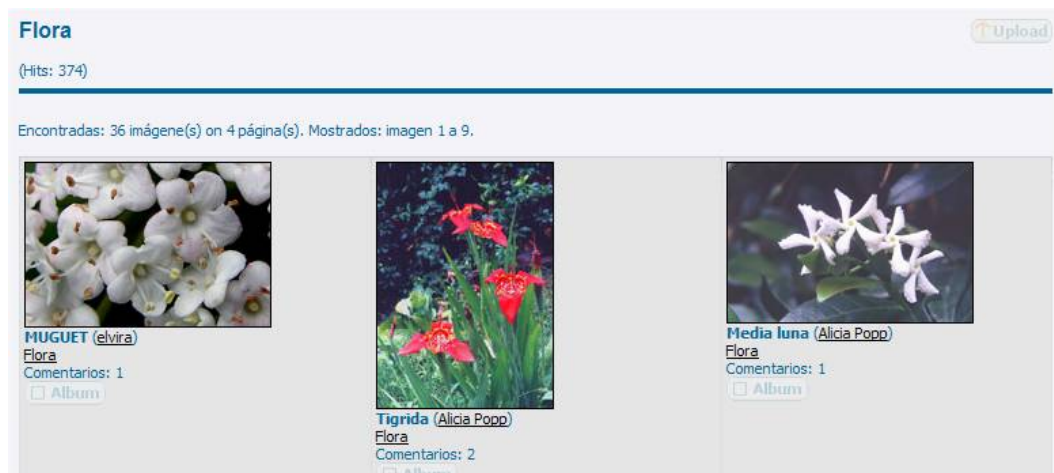 Flora
Upload
(Hits: 374)
Encontradas: 36 imágene(s) on 4 página(s). Mostrados: imagen 1 a 9.
MUGUET (elvira)
Flora
Comentarios: 1
Album
Tigrida (Alicia Popp)
Flora
Comentarios: 2
Album
Media luna (Alicia Popp)
Flora
Comentarios: 1
Album